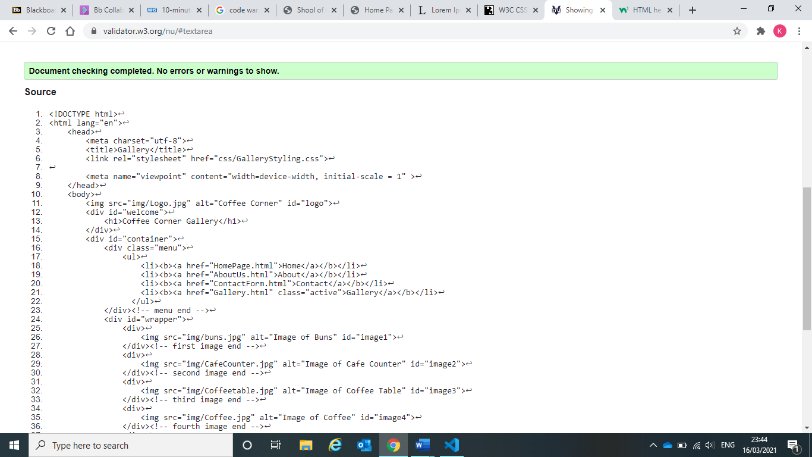 Blackboa
Bb Collab
10-minut
code war
Shool of
Home Pa
Lorem Ip
W3C CSS
Showing
HTML he
K
validator.w3.org/nu/#textarea
Document checking completed. No errors or warnings to show.
Source
1. <!DOCTYPE html>↩
2. <html lang="en">↩
3. <head>↩
4. <meta charset="utf-8">↩
5. <title>Gallery</title>↩
6. <link rel="stylesheet" href="css/GalleryStyling.css">↩
7. ↩
8. <meta name="viewport" content="width=device-width, initial-scale = 1" >↩
9. </head>↩
10. <body>↩
11. <img src="img/Logo.jpg" alt="Coffee Corner" id="logo">↩
12. <div id="welcome">↩
13. <h1>Coffee Corner Gallery</h1>↩
14. </div>↩
15. <div id="container">↩
16. <div class="menu">↩
17. <ul>↩
18. <li><b><a href="HomePage.html">Home</a></b></li>↩
19. <li><b><a href="AboutUs.html">About</a></b></li>↩
20. <li><b><a href="ContactForm.html">Contact</a></b></li>↩
21. <li><b><a href="Gallery.html" class="active">Gallery</a></b></li>↩
22. </ul>↩
23. </div><!-- menu end -->↩
24. <div id="wrapper">↩
25. <div>↩
26. <img src="img/buns.jpg" alt="Image of Buns" id="image1">↩
27. </div><!-- first image end -->↩
28. <div>↩
29. <img src="img/CafeCounter.jpg" alt="Image of Cafe Counter" id="image2">↩
30. </div><!-- second image end -->↩
31. <div>↩
32. <img src="img/Coffeetable.jpg" alt="Image of Coffee Table" id="image3">↩
33. </div><!-- third image end -->↩
34. <div>↩
35. <img src="img/Coffee.jpg" alt="Image of Coffee" id="image4">↩
36. </div><!-- fourth image end -->↩
Type here to search
ENG
23:44
16/03/2021
1